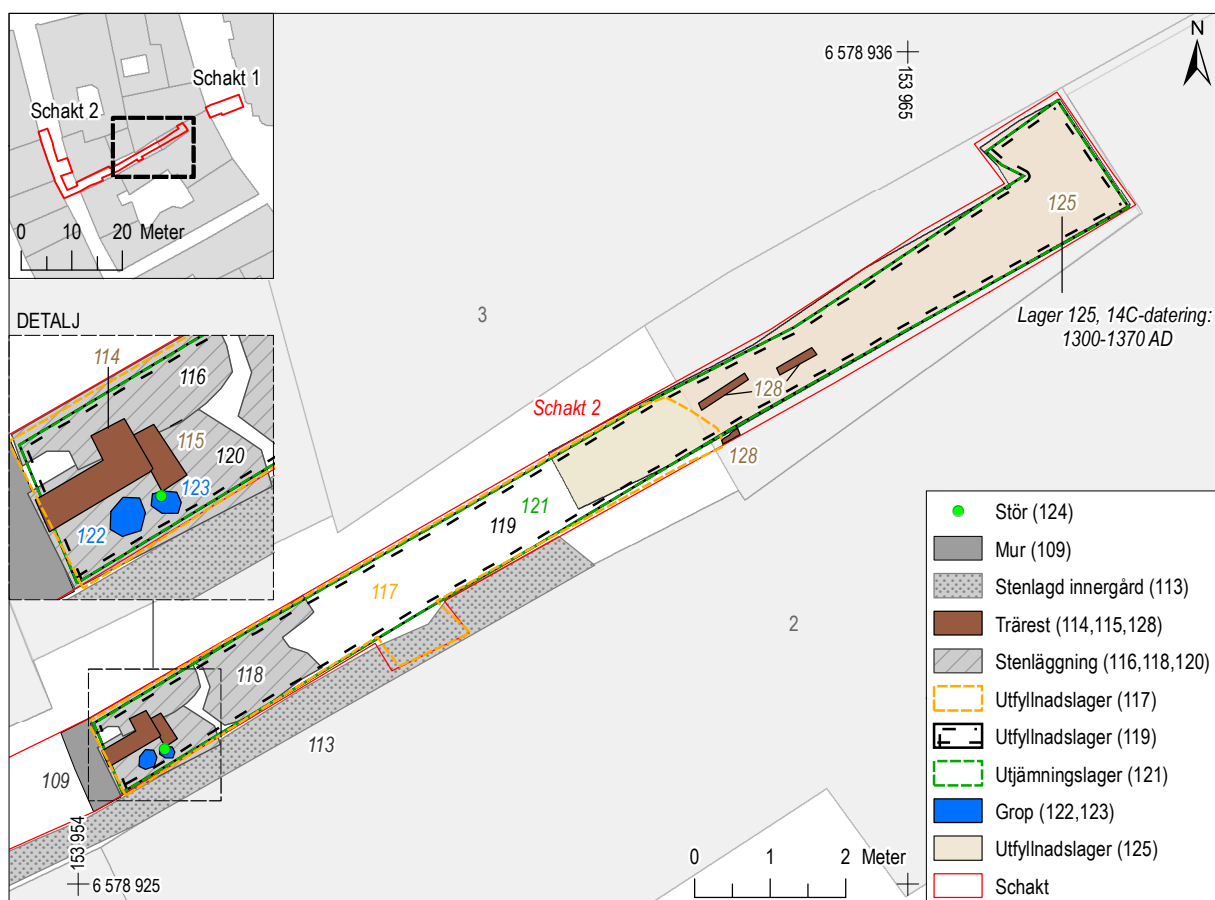 Schakt 1
Schakt 2
0 10 20 Meter
6 578 936
153 965
N
DETALJ
114
116
115
120
123
122
3
125
Lager 125, 14C-datering:
1300-1370 AD
128
Schakt 2
128
121
119
117
2
118
113
109
153 954
6 578 925
0 1 2 Meter
Stör (124)
Mur (109)
Stenlagd innergård (113)
Trärest (114,115,128)
Stenläggning (116,118,120)
Utfyllnadslager (117)
Utfyllnadslager (119)
Utjämningslager (121)
Grop (122,123)
Utfyllnadslager (125)
Schakt